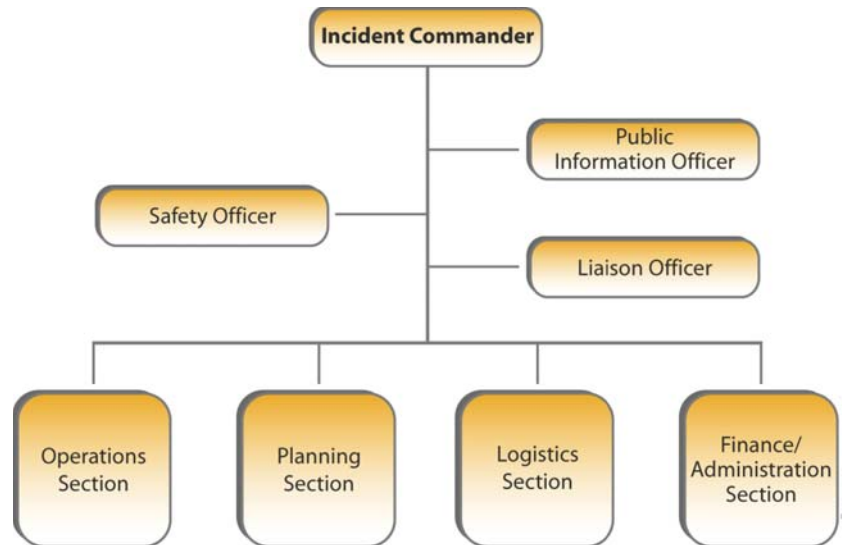 Incident Commander
Public
Information Officer
Safety Officer
Liaison Officer
Operations
Section
Planning
Section
Logistics
Section
Finance/
Administration
Section